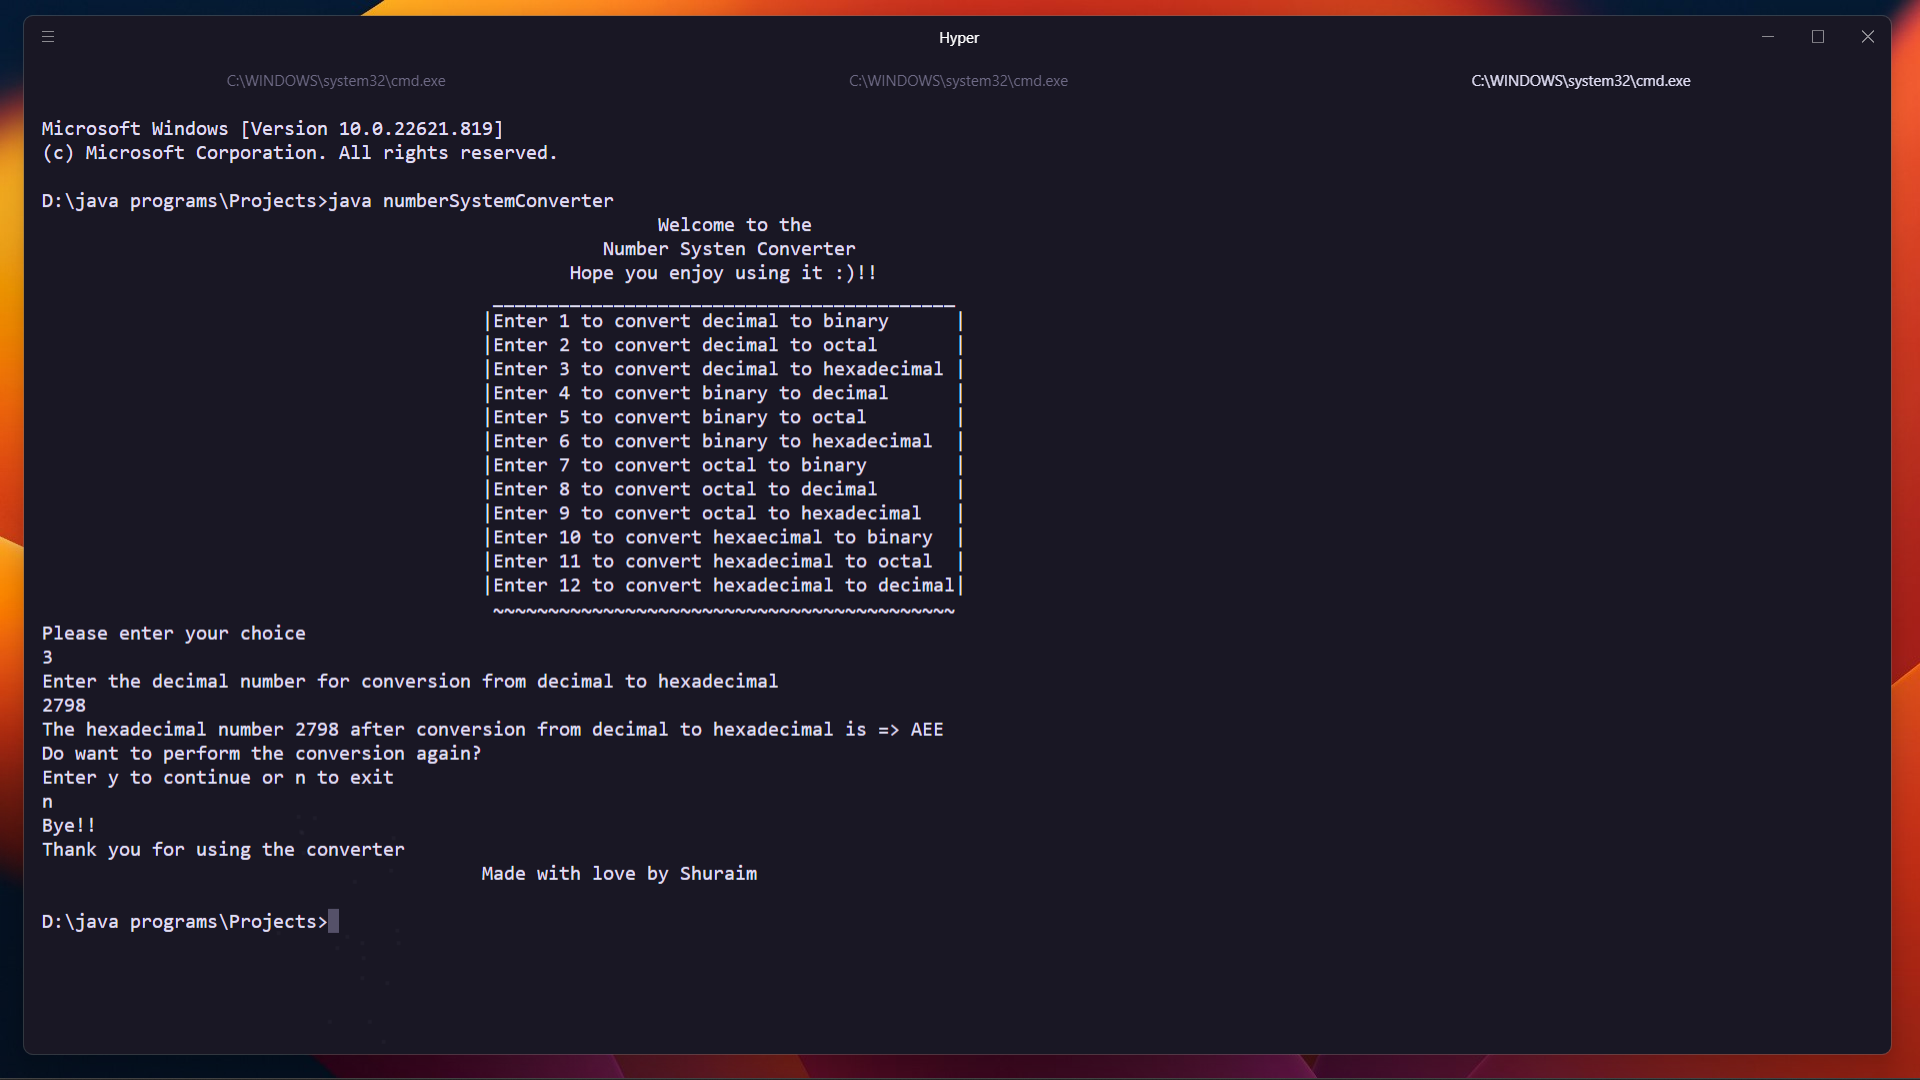 Hyper
C:\WINDOWS\system32\cmd.exe
C:\WINDOWS\system32\cmd.exe
C:\WINDOWS\system32\cmd.exe
Microsoft Windows [Version 10.0.22621.819]
(c) Microsoft Corporation. All rights reserved.
D:\java programs\Projects>java numberSystemConverter
Welcome to the
Number Systen Converter
Hope you enjoy using it :)!!
__________________________________________
|Enter 1 to convert decimal to binary      |
|Enter 2 to convert decimal to octal       |
|Enter 3 to convert decimal to hexadecimal |
|Enter 4 to convert binary to decimal      |
|Enter 5 to convert binary to octal        |
|Enter 6 to convert binary to hexadecimal  |
|Enter 7 to convert octal to binary        |
|Enter 8 to convert octal to decimal       |
|Enter 9 to convert octal to hexadecimal   |
|Enter 10 to convert hexaecimal to binary  |
|Enter 11 to convert hexadecimal to octal  |
|Enter 12 to convert hexadecimal to decimal|
~~~~~~~~~~~~~~~~~~~~~~~~~~~~~~~~~~~~~~~~~~
Please enter your choice
3
Enter the decimal number for conversion from decimal to hexadecimal
2798
The hexadecimal number 2798 after conversion from decimal to hexadecimal is => AEE
Do want to perform the conversion again?
Enter y to continue or n to exit
n
Bye!!
Thank you for using the converter
Made with love by Shuraim
D:\java programs\Projects>